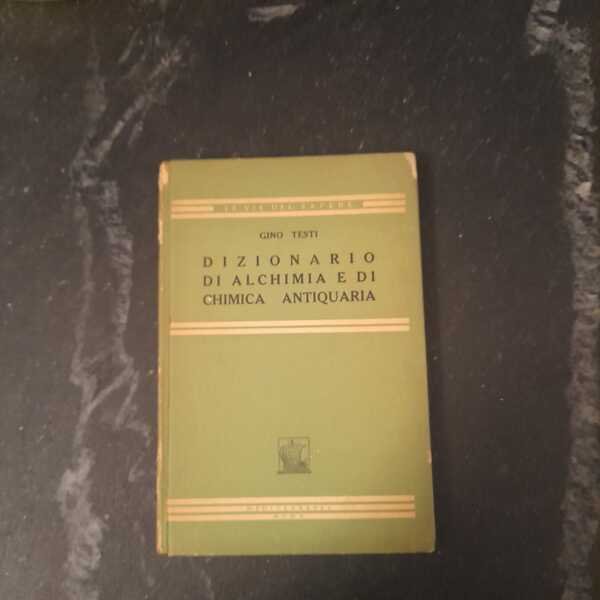 LE VIE DEL SAPERE
GINO TESTI
DIZIONARIO
DI ALCHIMIA E DI
CHIMICA ANTIQUARIA
MEDITERRANEA
ROMA